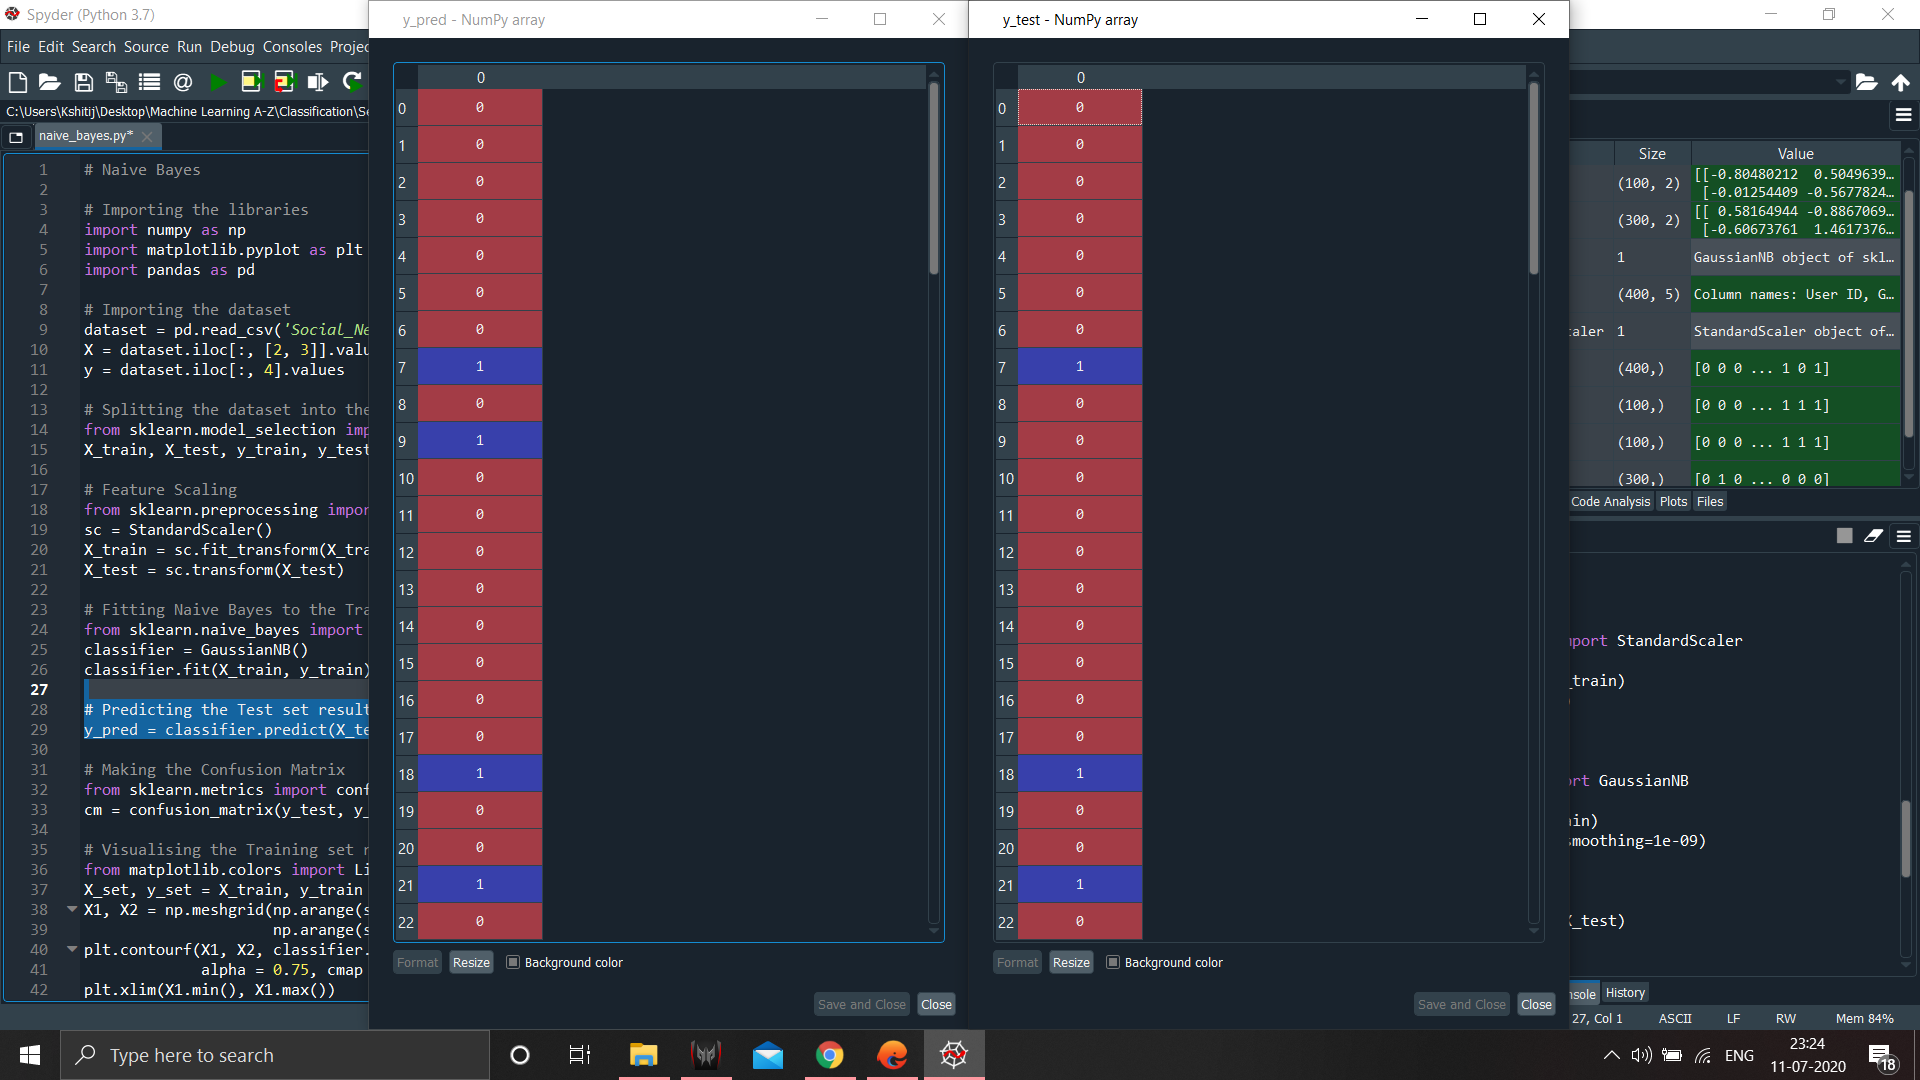 Spyder (Python 3.7)
y_pred - NumPy array
y_test - NumPy array
File Edit Search Source Run Debug Consoles Projec
C:\Users\Kshitij\Desktop\Machine Learning A-Z\Classification\Se
naive_bayes.py*
1 # Naive Bayes
2
3 # Importing the libraries
4 import numpy as np
5 import matplotlib.pyplot as plt
6 import pandas as pd
7
8 # Importing the dataset
9 dataset = pd.read_csv('Social_Ne
10 X = dataset.iloc[:, [2, 3]].valu
11 y = dataset.iloc[:, 4].values
12
13 # Splitting the dataset into the
14 from sklearn.model_selection imp
15 X_train, X_test, y_train, y_test
16
17 # Feature Scaling
18 from sklearn.preprocessing impor
19 sc = StandardScaler()
20 X_train = sc.fit_transform(X_tra
21 X_test = sc.transform(X_test)
22
23 # Fitting Naive Bayes to the Tra
24 from sklearn.naive_bayes import
25 classifier = GaussianNB()
26 classifier.fit(X_train, y_train)
27
28 # Predicting the Test set result
29 y_pred = classifier.predict(X_te
30
31 # Making the Confusion Matrix
32 from sklearn.metrics import conf
33 cm = confusion_matrix(y_test, y_
34
35 # Visualising the Training set r
36 from matplotlib.colors import Li
37 X_set, y_set = X_train, y_train
38 X1, X2 = np.meshgrid(np.arange(s
39 np.arange(s
40 plt.contourf(X1, X2, classifier.
41 alpha = 0.75, cmap
42 plt.xlim(X1.min(), X1.max())
0
0 0
1 0
2 0
3 0
4 0
5 0
6 0
7 1
8 0
9 1
10 0
11 0
12 0
13 0
14 0
15 0
16 0
17 0
18 1
19 0
20 0
21 1
22 0
Format Resize Background color
Save and Close Close
0
0 0
1 0
2 0
3 0
4 0
5 0
6 0
7 1
8 0
9 0
10 0
11 0
12 0
13 0
14 0
15 0
16 0
17 0
18 1
19 0
20 0
21 1
22 0
Format Resize Background color
Save and Close Close
Size Value
(100, 2) [[-0.80480212 0.5049639…
[-0.01254409 -0.5677824…
(300, 2) [[ 0.58164944 -0.8867069…
[-0.60673761 1.4617376…
1 GaussianNB object of skl…
(400, 5) Column names: User ID, G…
caler 1 StandardScaler object of…
(400,) [0 0 0 ... 1 0 1]
(100,) [0 0 0 ... 1 1 1]
(100,) [0 0 0 ... 1 1 1]
(300,) [0 1 0 ... 0 0 0]
Code Analysis Plots Files
mport StandardScaler
_train)
ort GaussianNB
ain)
smoothing=1e-09)
X_test)
nsole History
27, Col 1 ASCII LF RW Mem 84%
Type here to search
ENG
23:24
11-07-2020
18